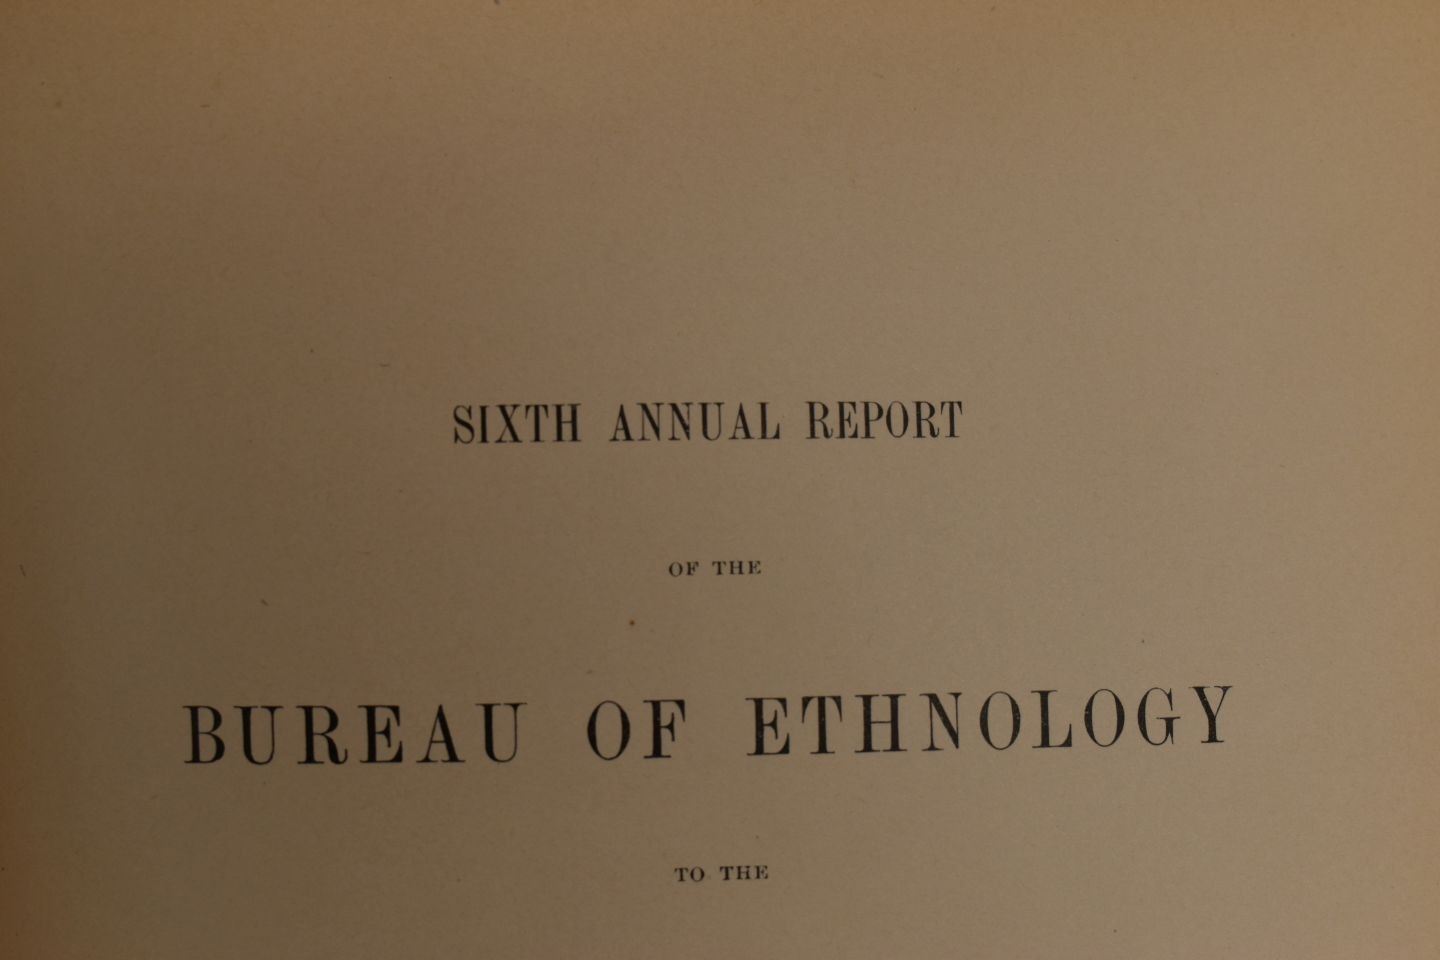 SIXTH ANNUAL REPORT
OF THE
BUREAU OF ETHNOLOGY
TO THE